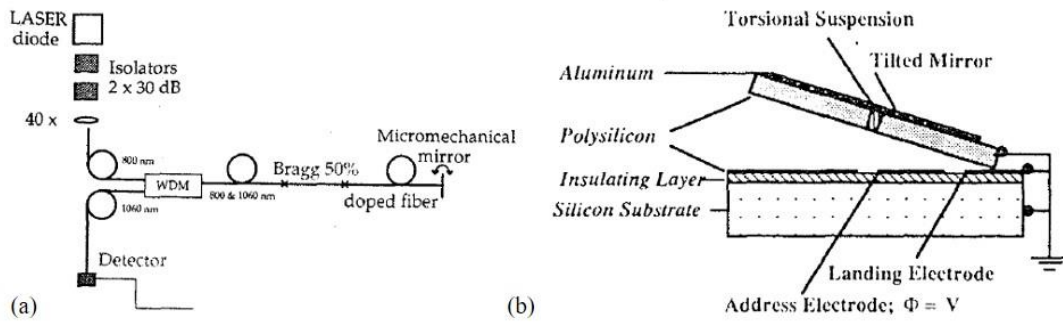 LASER
diode
Isolators
2 x 30 dB
40 x
800 nm
WDM
1060 nm
800 & 1060 nm
Bragg 50%
doped fiber
Micromechanical
mirror
Detector
(a)
Torsional Suspension
Tilted Mirror
Aluminum
Polysilicon
Insulating Layer
Silicon Substrate
Landing Electrode
Address Electrode; Φ = V
(b)